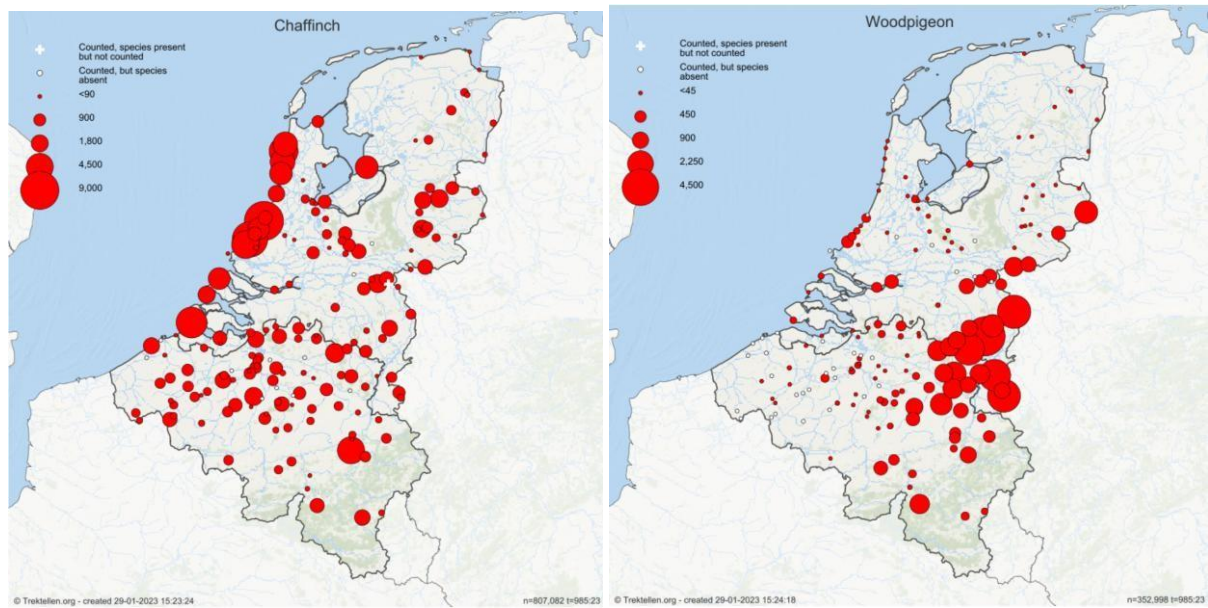 Chaffinch
Counted, species present
but not counted
Counted, but species
absent
<90
900
1,800
4,500
9,000
© Trektellen.org - created 29-01-2023 15:23:24
n=807,082 t=985:23
Woodpigeon
Counted, species present
but not counted
Counted, but species
absent
<45
450
900
2,250
4,500
© Trektellen.org - created 29-01-2023 15:24:18
n=352,998 t=985:23